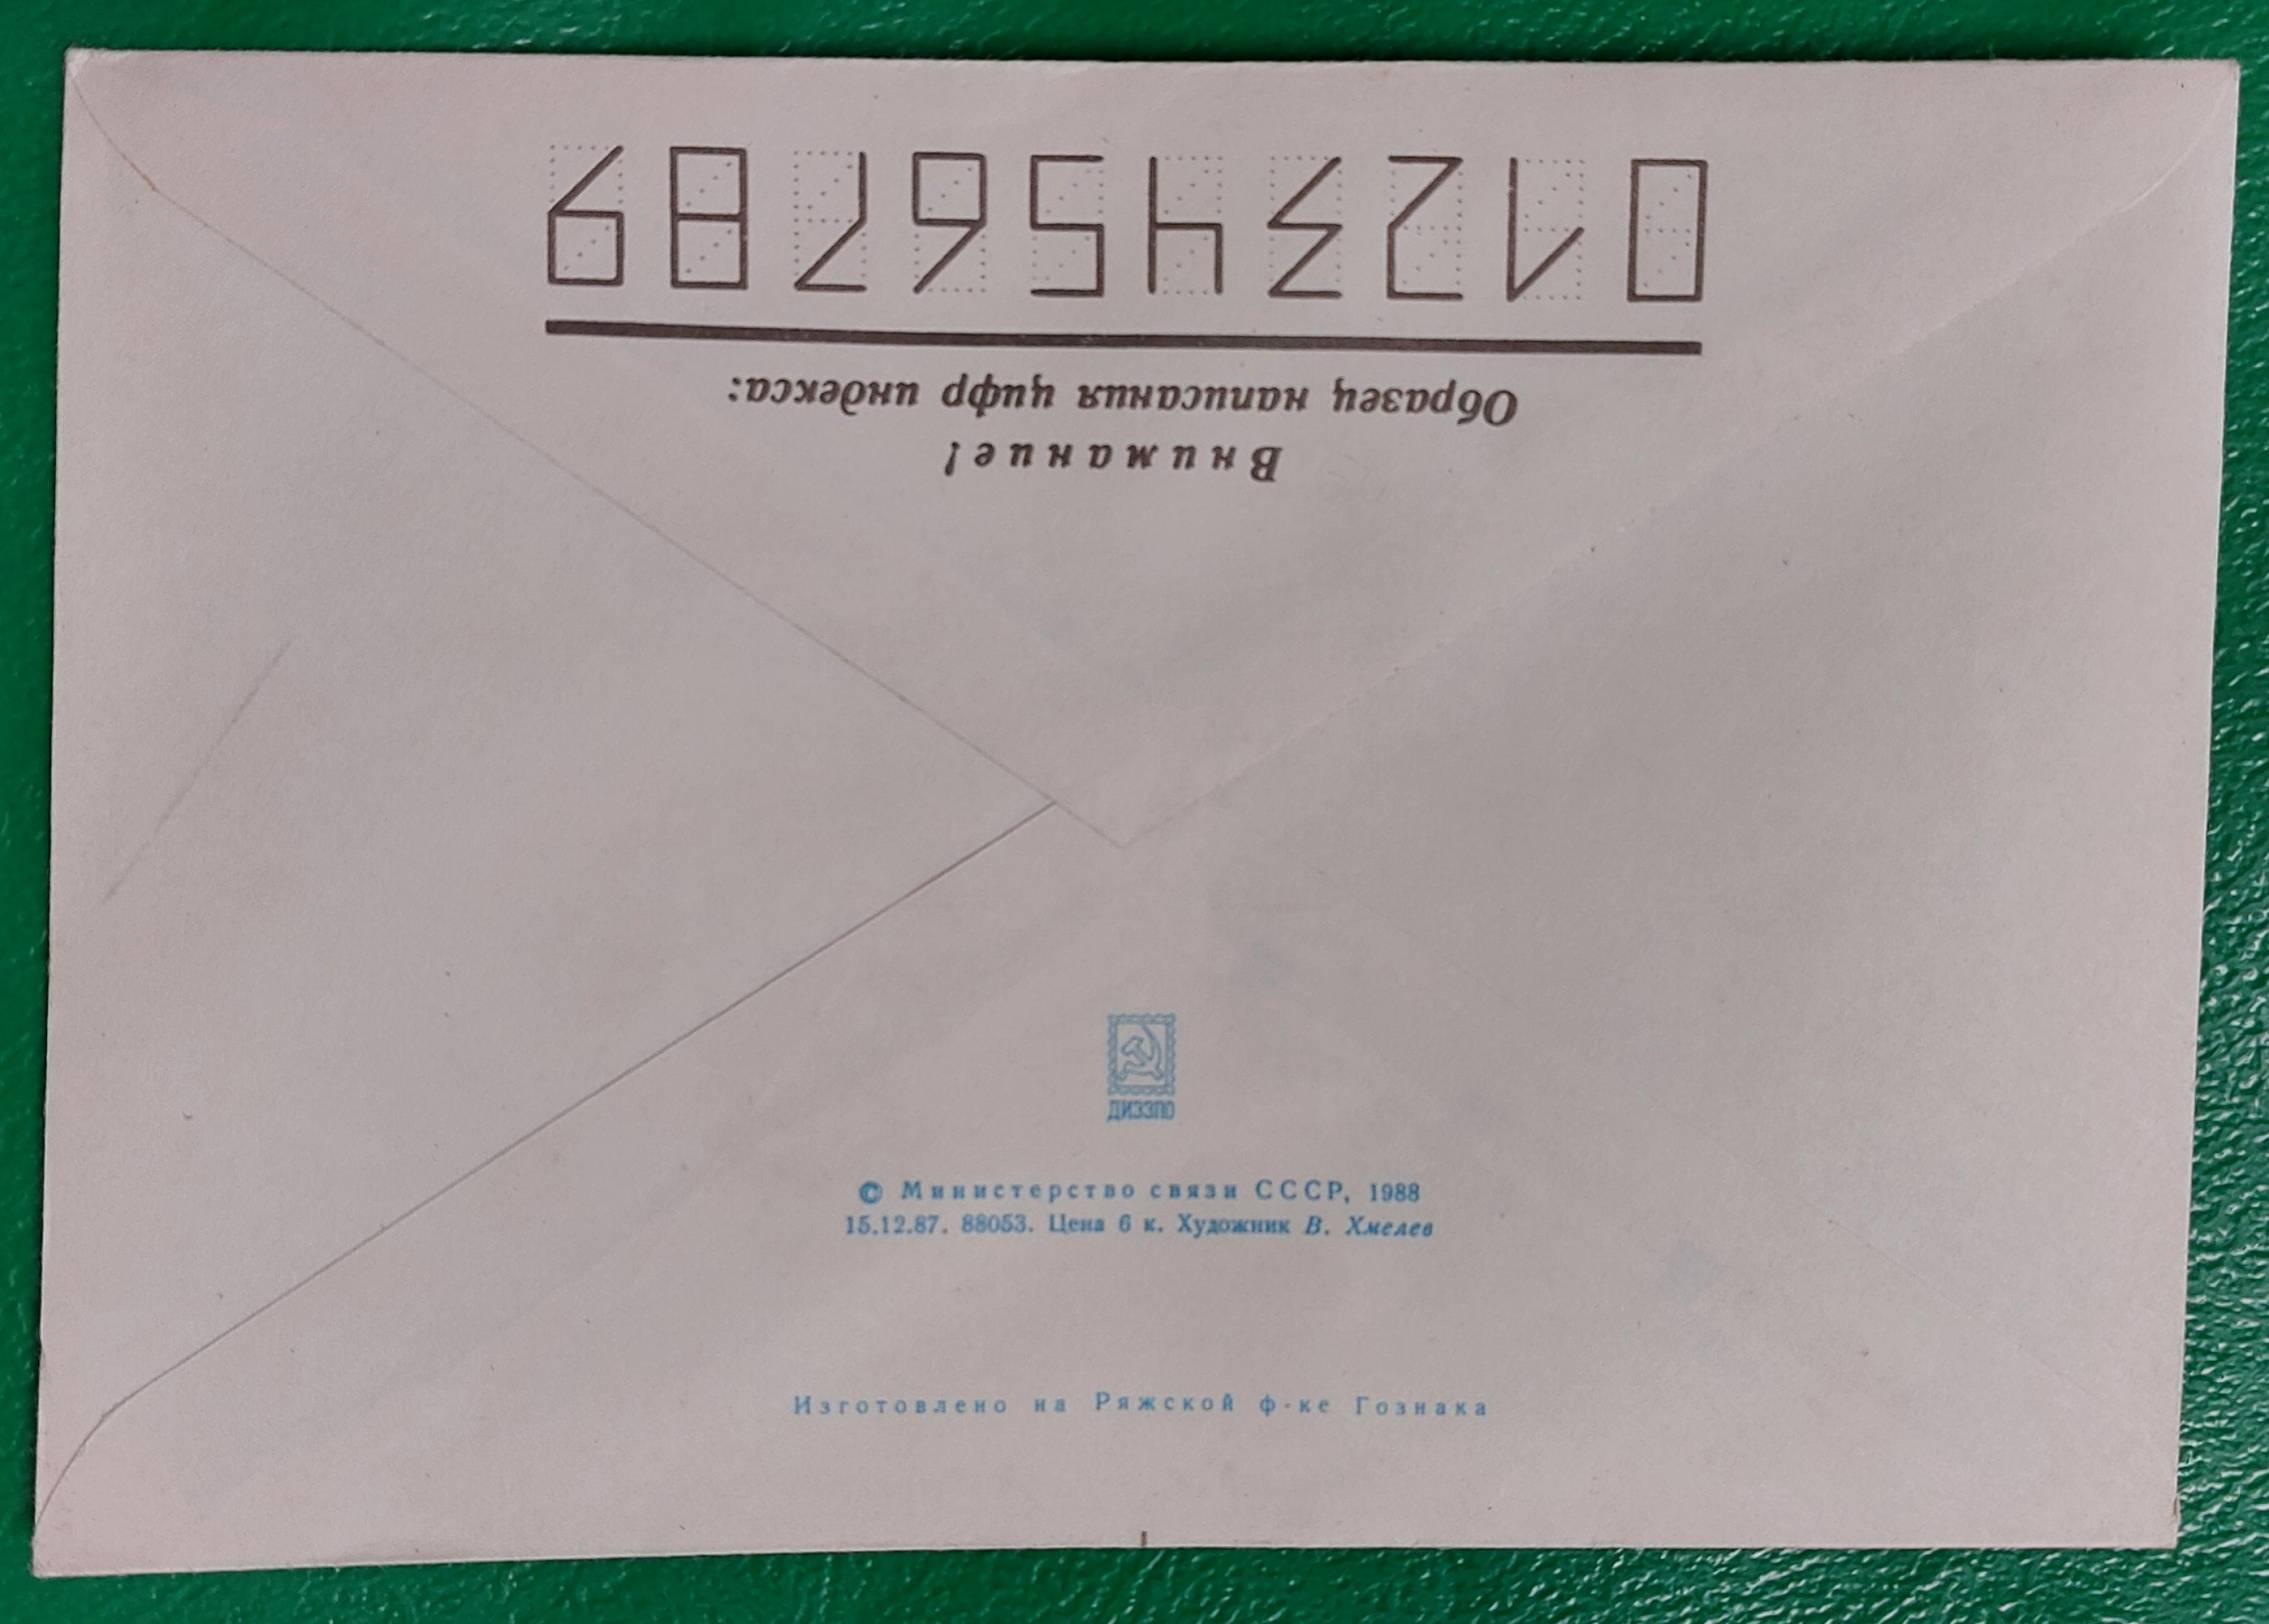 Внимание!
Образец написания цифр индекса:
0123456789
ДИЭЗПО
© Министерство связи СССР, 1988
15.12.87. 88053. Цена 6 к. Художник В. Хмелев
Изготовлено на Ряжской ф-ке Гознака